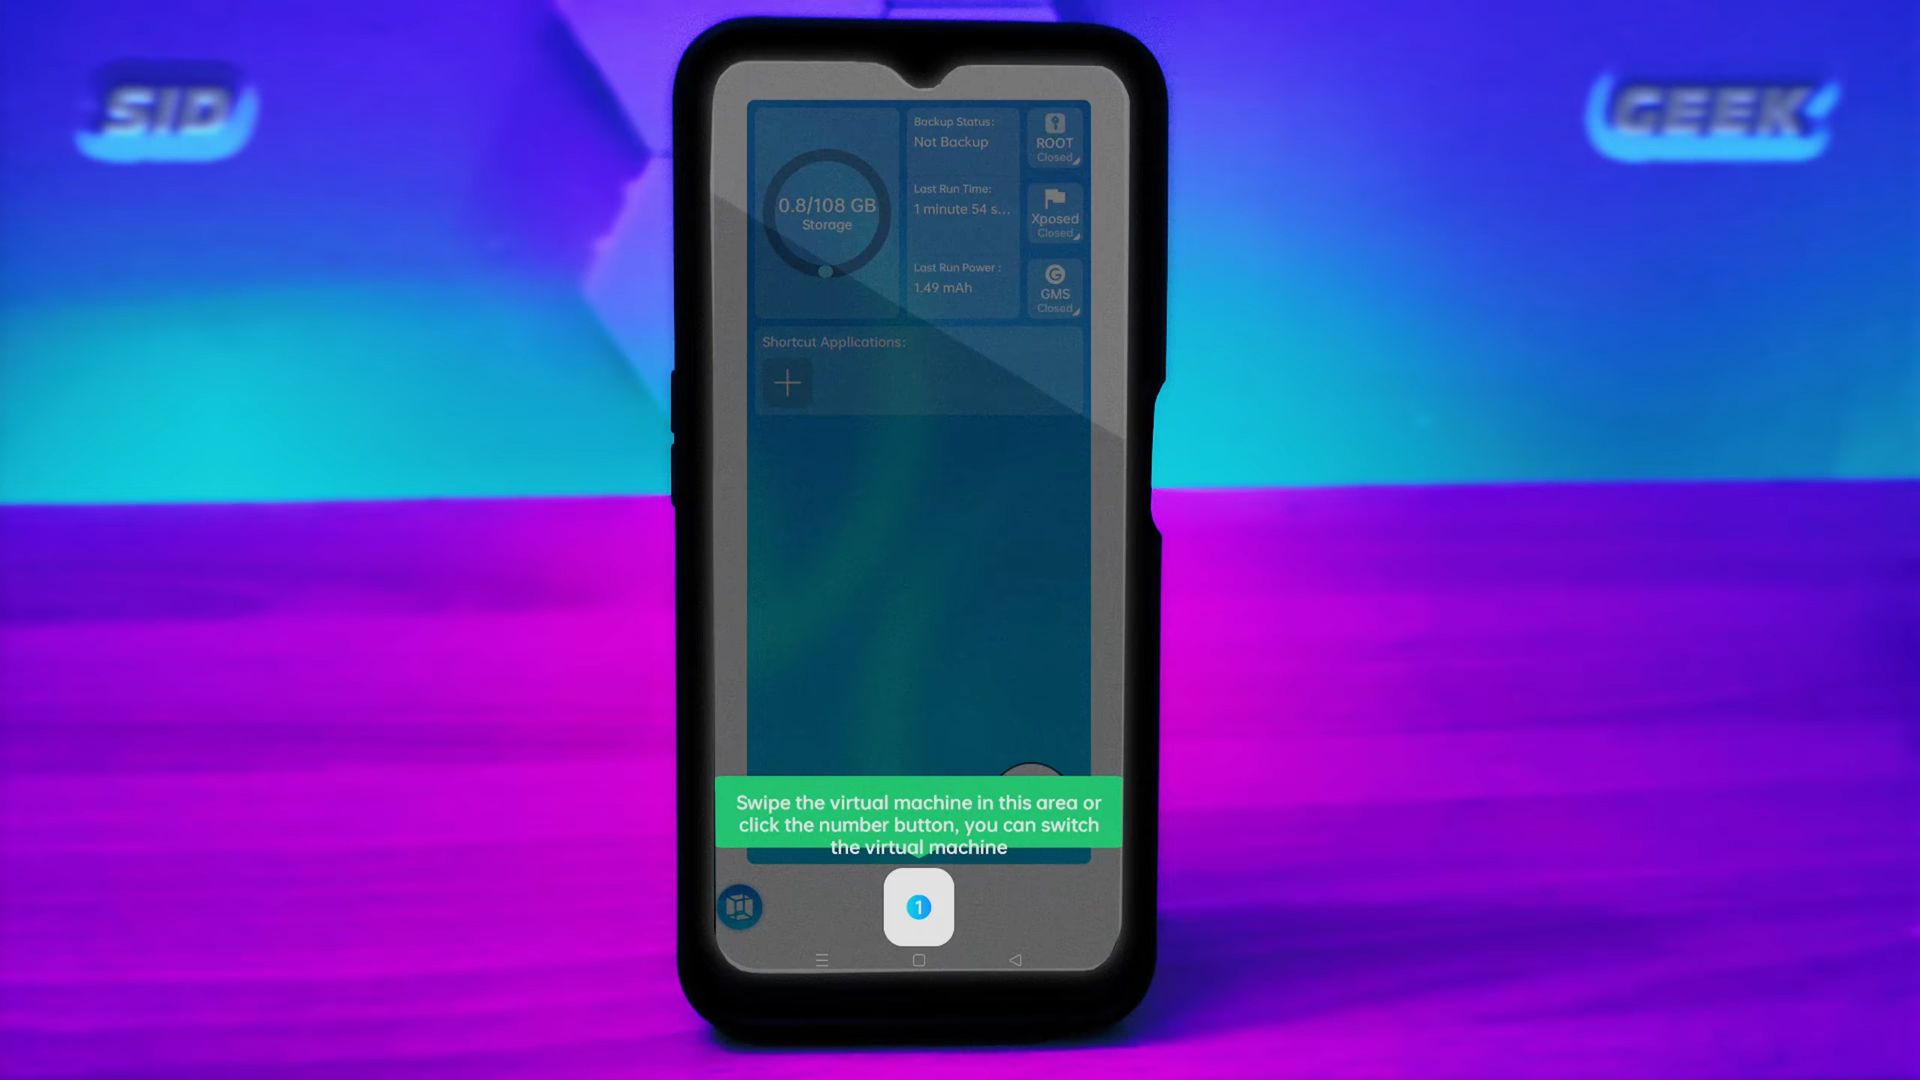 SID
GEEK
0.8/108 GB
Storage
Backup Status:
Not Backup
Last Run Time:
1 minute 54 s...
Last Run Power :
1.49 mAh
ROOT
Closed
Xposed
Closed
G
GMS
Closed
Shortcut Applications:
Swipe the virtual machine in this area or
click the number button, you can switch
the virtual machine
1